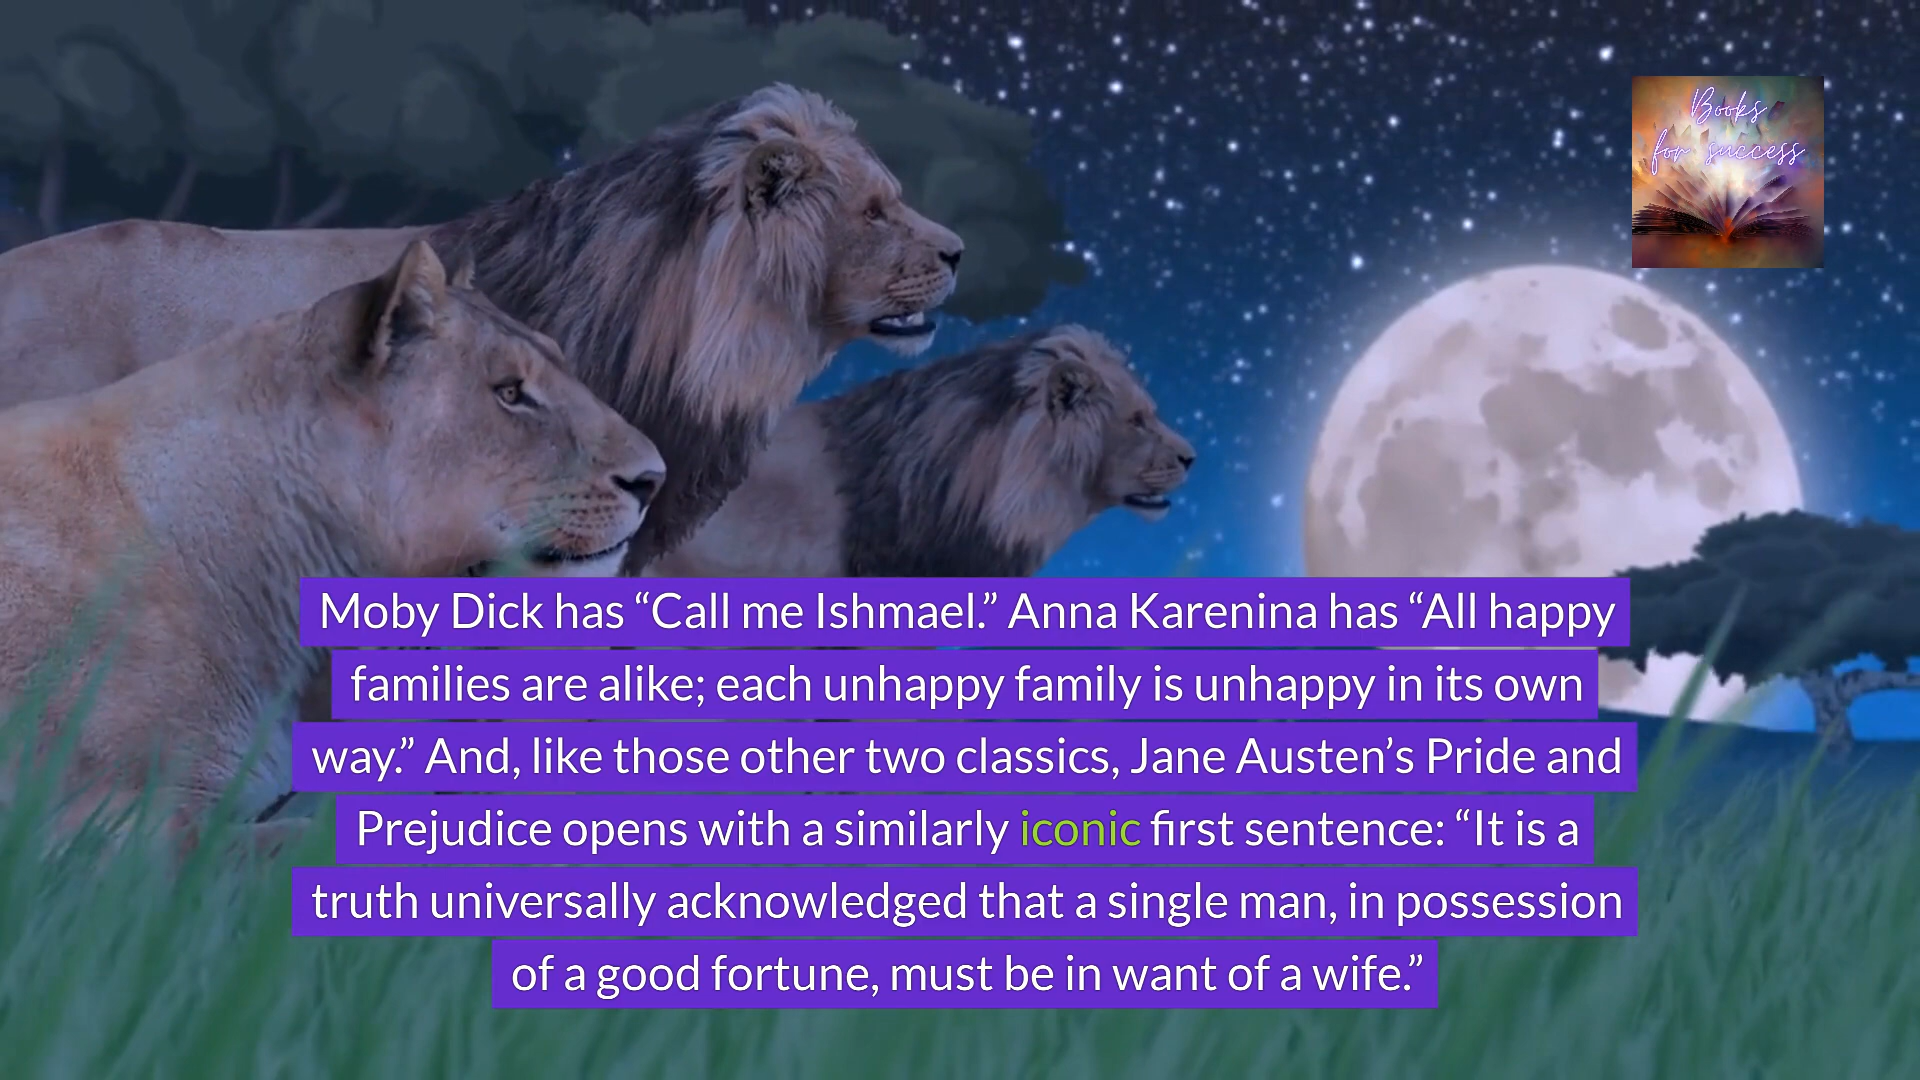 Books
for success
Moby Dick has “Call me Ishmael.” Anna Karenina has “All happy
families are alike; each unhappy family is unhappy in its own
way.” And, like those other two classics, Jane Austen’s Pride and
Prejudice opens with a similarly iconic first sentence: “It is a
truth universally acknowledged that a single man, in possession
of a good fortune, must be in want of a wife.”